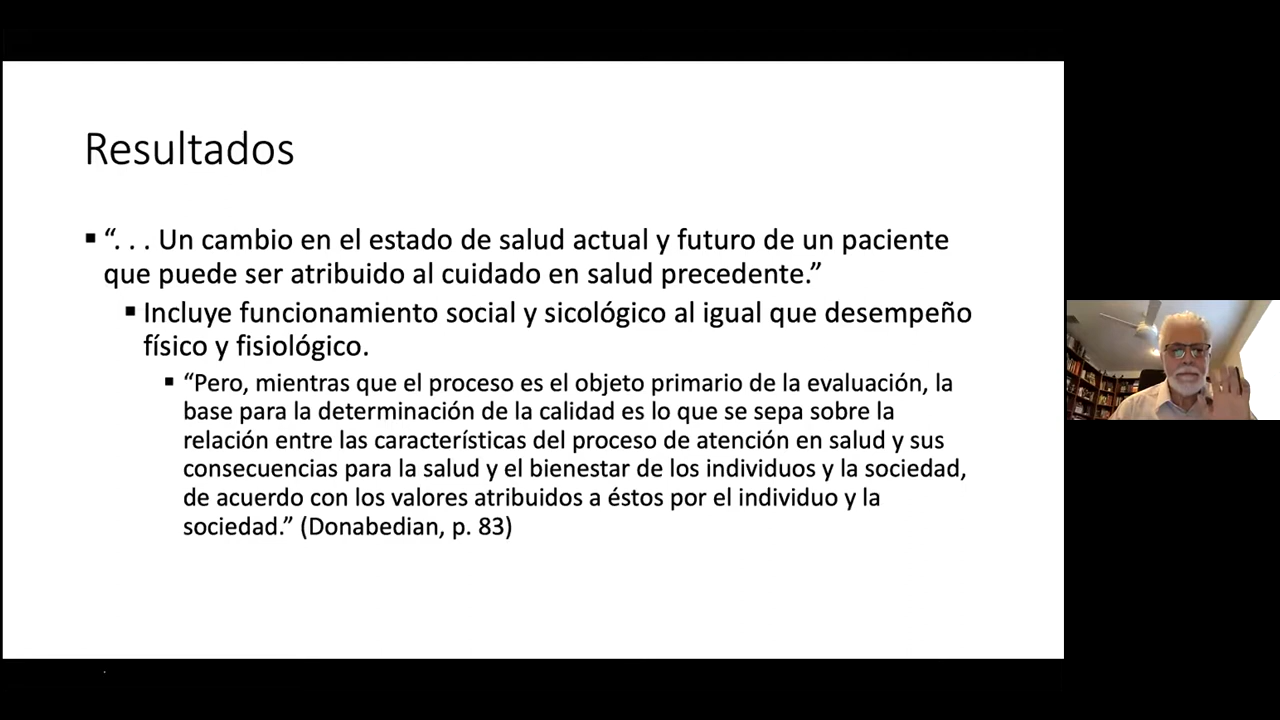 Resultados
“. . . Un cambio en el estado de salud actual y futuro de un paciente
que puede ser atribuido al cuidado en salud precedente.”
Incluye funcionamiento social y sicológico al igual que desempeño
físico y fisiológico.
“Pero, mientras que el proceso es el objeto primario de la evaluación, la
base para la determinación de la calidad es lo que se sepa sobre la
relación entre las características del proceso de atención en salud y sus
consecuencias para la salud y el bienestar de los individuos y la sociedad,
de acuerdo con los valores atribuidos a éstos por el individuo y la
sociedad.” (Donabedian, p. 83)